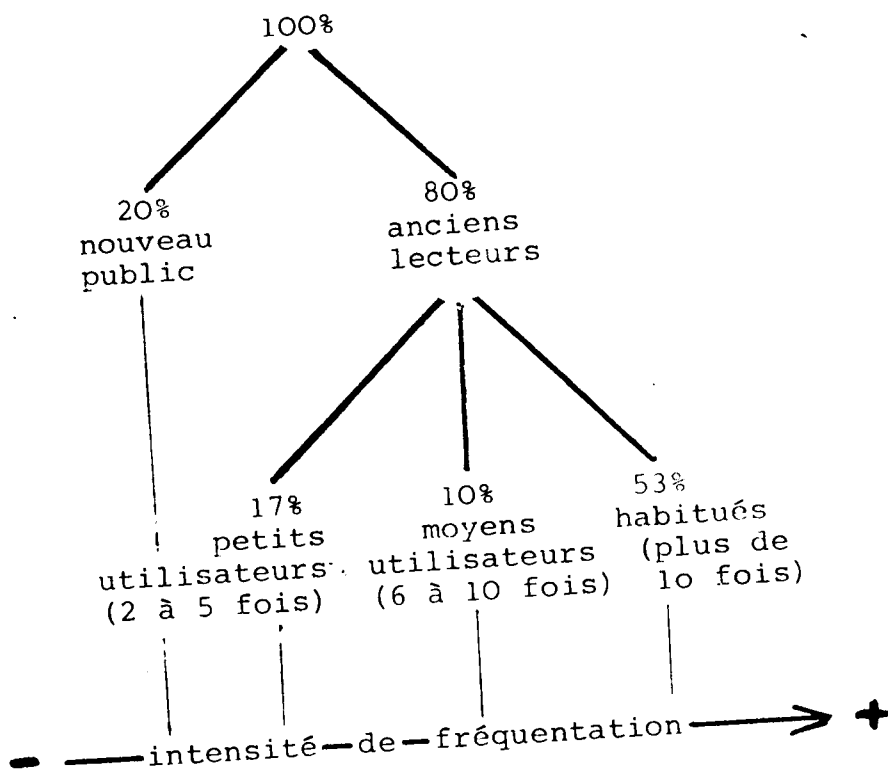 100%
20%
nouveau
public
80%
anciens
lecteurs
17%
petits
utilisateurs
(2 à 5 fois)
10%
moyens
utilisateurs
(6 à 10 fois)
53%
habitués
(plus de
10 fois)
- intensité de fréquentation +